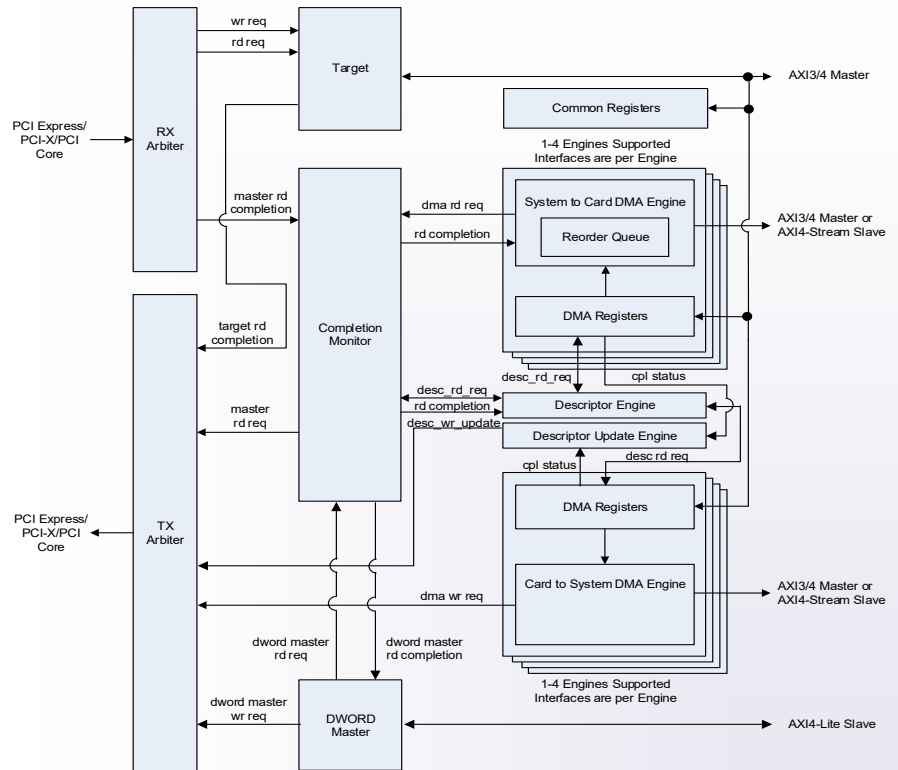 wr req
rd req
Target
AXI3/4 Master
Common Registers
PCI Express/
PCI-X/PCI
Core
RX
Arbiter
1-4 Engines Supported
Interfaces are per Engine
master rd
completion
dma rd req
System to Card DMA Engine
AXI3/4 Master or
AXI4-Stream Slave
rd completion
Reorder Queue
Completion
Monitor
DMA Registers
target rd
completion
desc_rd_req
cpl status
desc_rd_req
Descriptor Engine
rd completion
master
rd req
desc_wr_update
Descriptor Update Engine
cpl status
desc rd req
DMA Registers
PCI Express/
PCI-X/PCI
Core
TX
Arbiter
Card to System DMA Engine
AXI3/4 Master or
AXI4-Stream Slave
dma wr req
dword master
rd req
dword master
rd completion
1-4 Engines Supported
Interfaces are per Engine
dword master
wr req
DWORD
Master
AXI4-Lite Slave